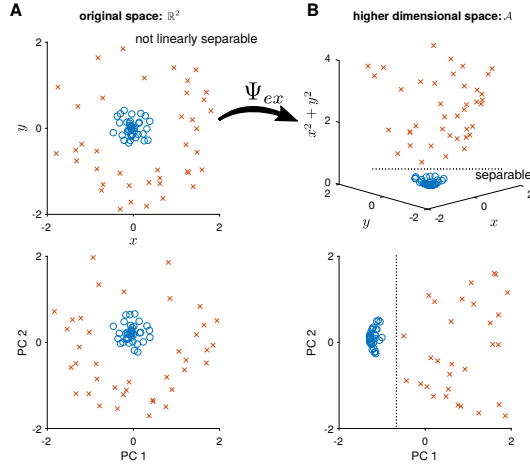 A
original space: ℝ²
B
higher dimensional space: 𝒜
not linearly separable
2
0
-2
y
-2
0
2
x
Ψ_ex
4
2
0
x² + y²
separable
2
0
-2
y
-2
0
2
x
2
0
-2
PC 2
-2
0
2
PC 1
2
0
-2
PC 2
-2
0
2
PC 1